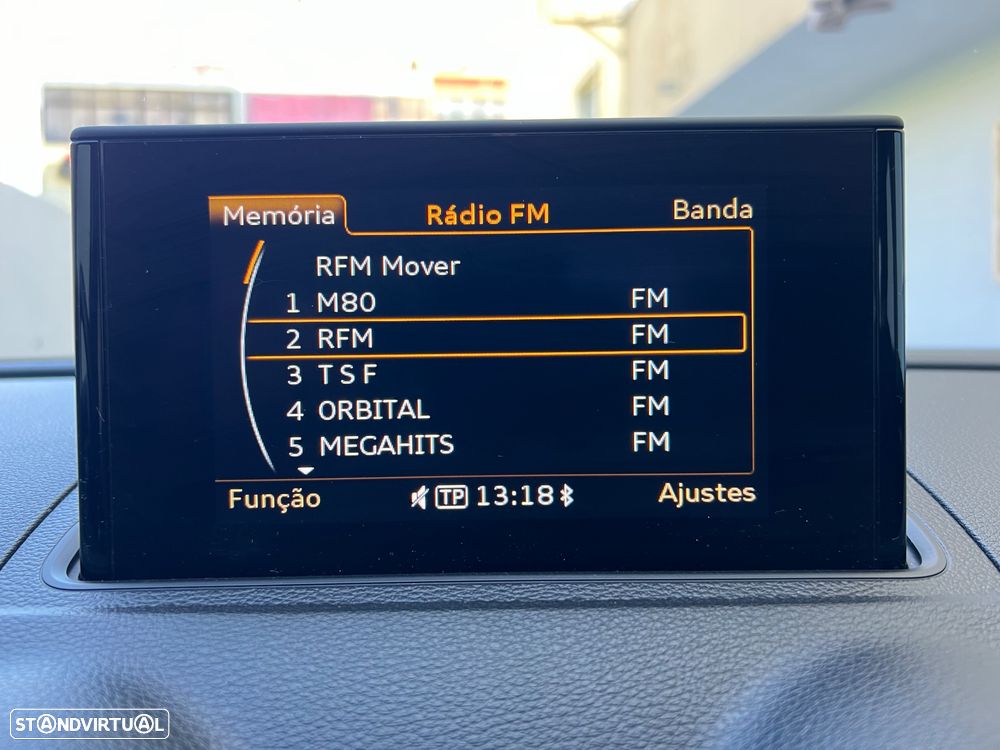 Memória Rádio FM Banda
RFM Mover
1 M80 FM
2 RFM FM
3 T S F FM
4 ORBITAL FM
5 MEGAHITS FM
Função TP 13:18 Ajustes
STANDVIRTUAL